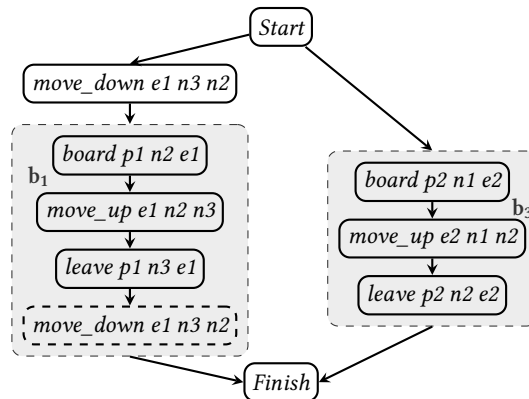 Start
move_down e1 n3 n2
b1
board p1 n2 e1
move_up e1 n2 n3
leave p1 n3 e1
move_down e1 n3 n2
board p2 n1 e2
b3
move_up e2 n1 n2
leave p2 n2 e2
Finish